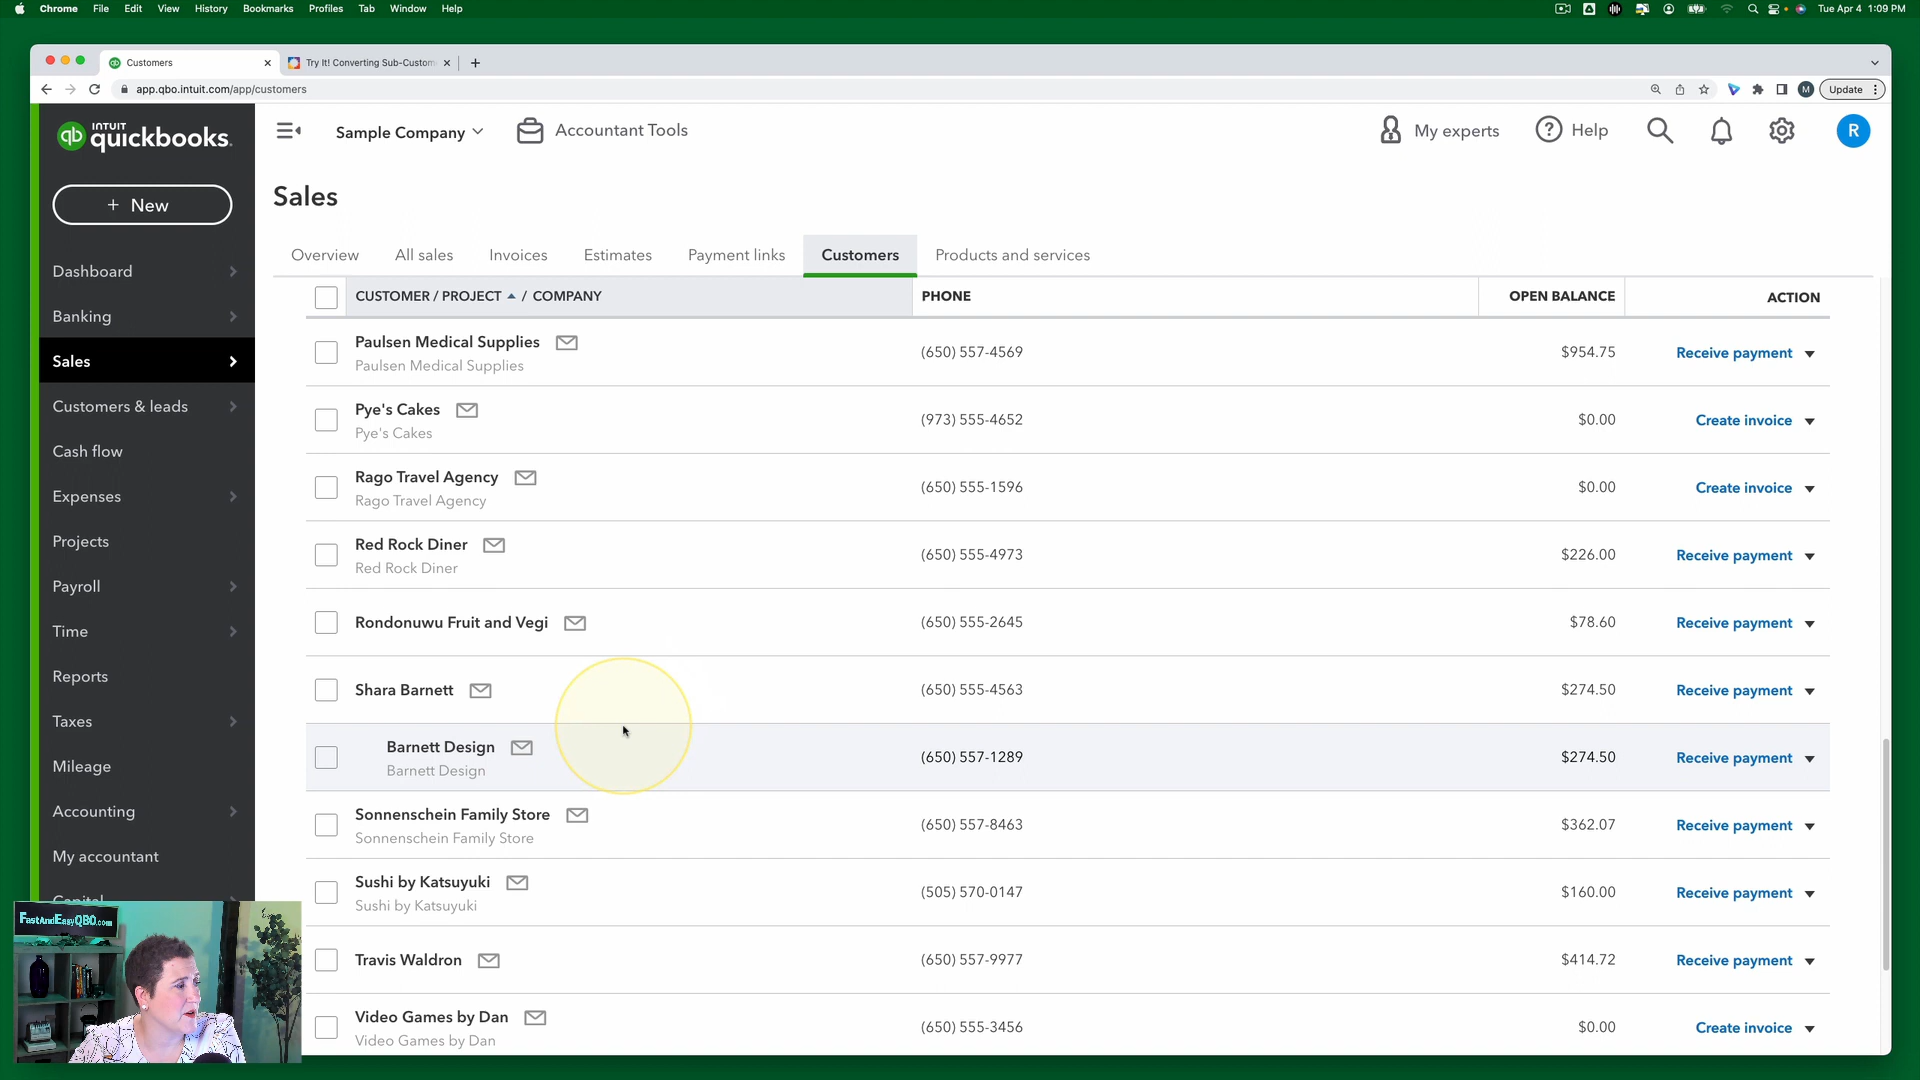 Chrome File Edit View History Bookmarks Profiles Tab Window Help Tue Apr 4 1:09 PM
Customers Try It! Converting Sub-Custom
app.qbo.intuit.com/app/customers M Update
INTUIT quickbooks. Sample Company Accountant Tools My experts Help R
+ New
Sales
Overview All sales Invoices Estimates Payment links Customers Products and services
CUSTOMER / PROJECT / COMPANY PHONE OPEN BALANCE ACTION
Dashboard
Banking
Sales
Customers & leads
Cash flow
Expenses
Projects
Payroll
Time
Reports
Taxes
Mileage
Accounting
My accountant
Capital
Paulsen Medical Supplies (650) 557-4569 $954.75 Receive payment
Paulsen Medical Supplies
Pye's Cakes (973) 555-4652 $0.00 Create invoice
Pye's Cakes
Rago Travel Agency (650) 555-1596 $0.00 Create invoice
Rago Travel Agency
Red Rock Diner (650) 555-4973 $226.00 Receive payment
Red Rock Diner
Rondonuwu Fruit and Vegi (650) 555-2645 $78.60 Receive payment
Shara Barnett (650) 555-4563 $274.50 Receive payment
Barnett Design (650) 557-1289 $274.50 Receive payment
Barnett Design
Sonnenschein Family Store (650) 557-8463 $362.07 Receive payment
Sonnenschein Family Store
Sushi by Katsuyuki (505) 570-0147 $160.00 Receive payment
Sushi by Katsuyuki
Travis Waldron (650) 557-9977 $414.72 Receive payment
Video Games by Dan (650) 555-3456 $0.00 Create invoice
Video Games by Dan
FastAndEasyQBO.com